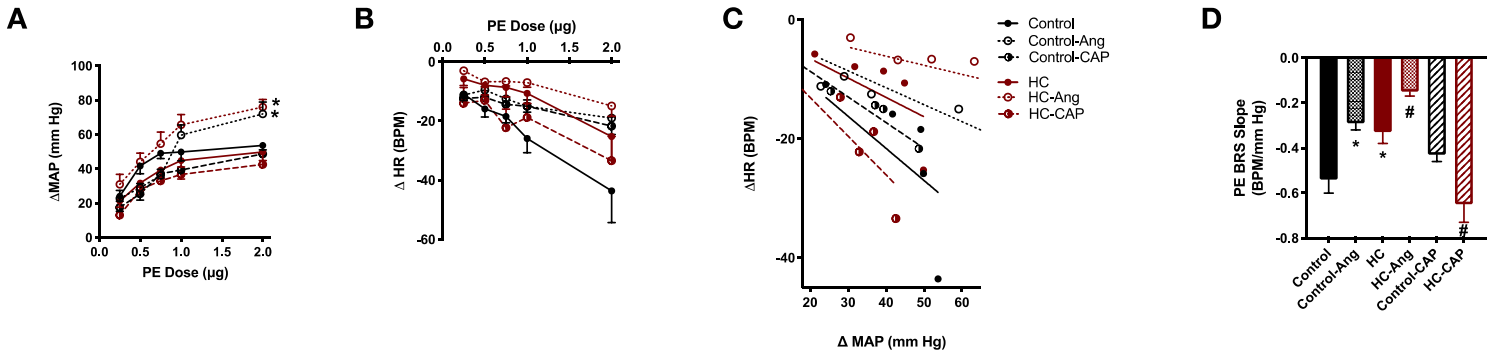 A
ΔMAP (mm Hg)
100
80
60
40
20
0
0.0
0.5
1.0
1.5
2.0
PE Dose (μg)
*
*
B
PE Dose (μg)
0.0
0.5
1.0
1.5
2.0
Δ HR (BPM)
0
-20
-40
-60
C
ΔHR (BPM)
0
-20
-40
20
30
40
50
60
Δ MAP (mm Hg)
Control
Control-Ang
Control-CAP
HC
HC-Ang
HC-CAP
D
PE BRS Slope
(BPM/mm Hg)
0.0
-0.2
-0.4
-0.6
-0.8
*
*
#
#
Control
Control-Ang
HC
HC-Ang
Control-CAP
HC-CAP